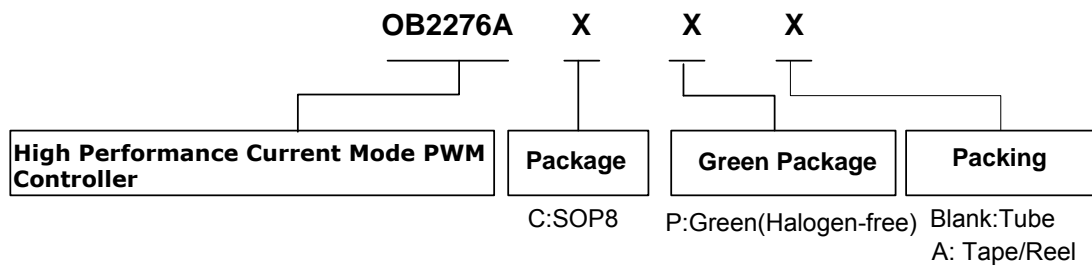 OB2276A X X X
High Performance Current Mode PWM
Controller
Package
Green Package
Packing
C:SOP8
P:Green(Halogen-free)
Blank:Tube
A: Tape/Reel